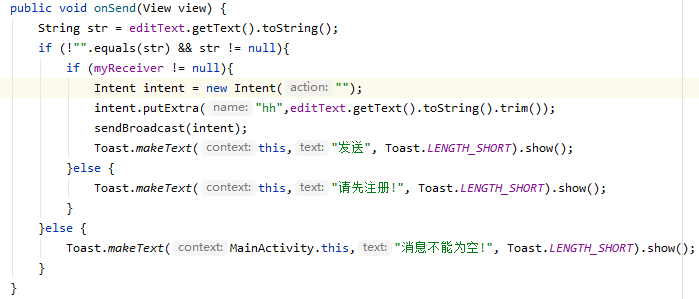 public void onSend(View view) {
String str = editText.getText().toString();
if (!"".equals(str) && str != null){
if (myReceiver != null){
Intent intent = new Intent( action: "");
intent.putExtra( name: "hh",editText.getText().toString().trim());
sendBroadcast(intent);
Toast.makeText( context: this, text: "发送", Toast.LENGTH_SHORT).show();
}else {
Toast.makeText( context: this, text: "请先注册!", Toast.LENGTH_SHORT).show();
}
}else {
Toast.makeText( context: MainActivity.this, text: "消息不能为空!", Toast.LENGTH_SHORT).show();
}
}